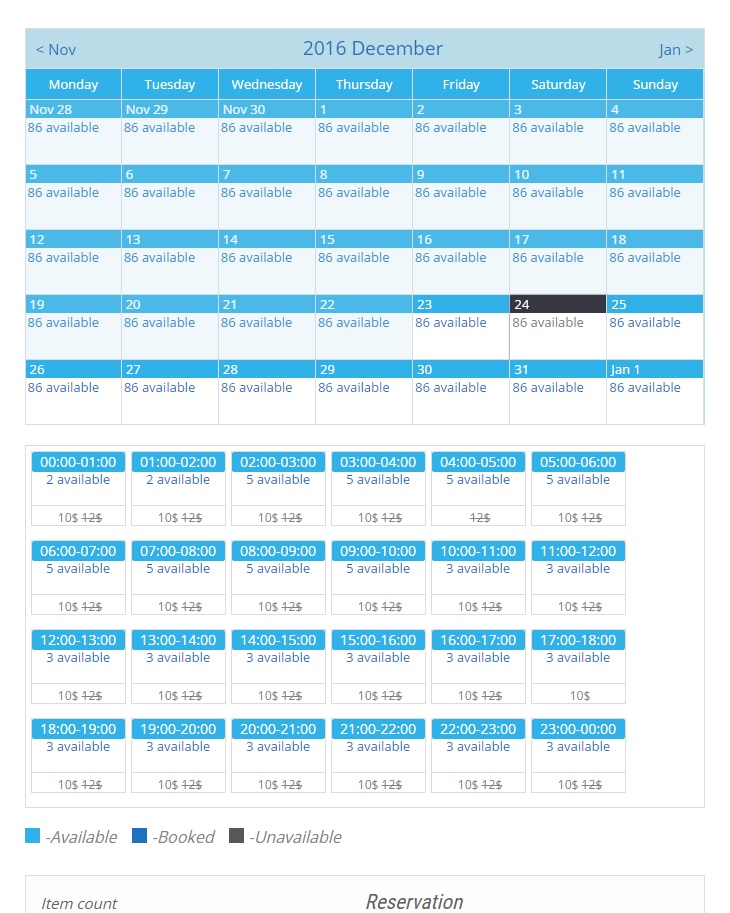 < Nov 2016 December Jan >
Monday Tuesday Wednesday Thursday Friday Saturday Sunday
Nov 28 Nov 29 Nov 30 1 2 3 4
86 available 86 available 86 available 86 available 86 available 86 available 86 available
5 6 7 8 9 10 11
86 available 86 available 86 available 86 available 86 available 86 available 86 available
12 13 14 15 16 17 18
86 available 86 available 86 available 86 available 86 available 86 available 86 available
19 20 21 22 23 24 25
86 available 86 available 86 available 86 available 86 available 86 available 86 available
26 27 28 29 30 31 Jan 1
86 available 86 available 86 available 86 available 86 available 86 available 86 available
00:00-01:00 01:00-02:00 02:00-03:00 03:00-04:00 04:00-05:00 05:00-06:00
2 available 2 available 5 available 5 available 5 available 5 available
10$ 12$ 10$ 12$ 10$ 12$ 10$ 12$ 12$ 10$ 12$
06:00-07:00 07:00-08:00 08:00-09:00 09:00-10:00 10:00-11:00 11:00-12:00
5 available 5 available 5 available 5 available 3 available 3 available
10$ 12$ 10$ 12$ 10$ 12$ 10$ 12$ 10$ 12$ 10$ 12$
12:00-13:00 13:00-14:00 14:00-15:00 15:00-16:00 16:00-17:00 17:00-18:00
3 available 3 available 3 available 3 available 3 available 3 available
10$ 12$ 10$ 12$ 10$ 12$ 10$ 12$ 10$ 12$ 10$
18:00-19:00 19:00-20:00 20:00-21:00 21:00-22:00 22:00-23:00 23:00-00:00
3 available 3 available 3 available 3 available 3 available 3 available
10$ 12$ 10$ 12$ 10$ 12$ 10$ 12$ 10$ 12$ 10$ 12$
-Available -Booked -Unavailable
Item count Reservation